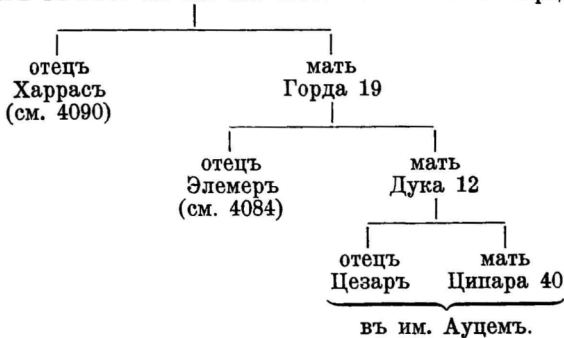 отецъ мать
Харрасъ Горда 19
(см. 4090)
отецъ мать
Элемеръ Дука 12
(см. 4084)
отецъ мать
Цезаръ Ципара 40
въ им. Ауцемъ.